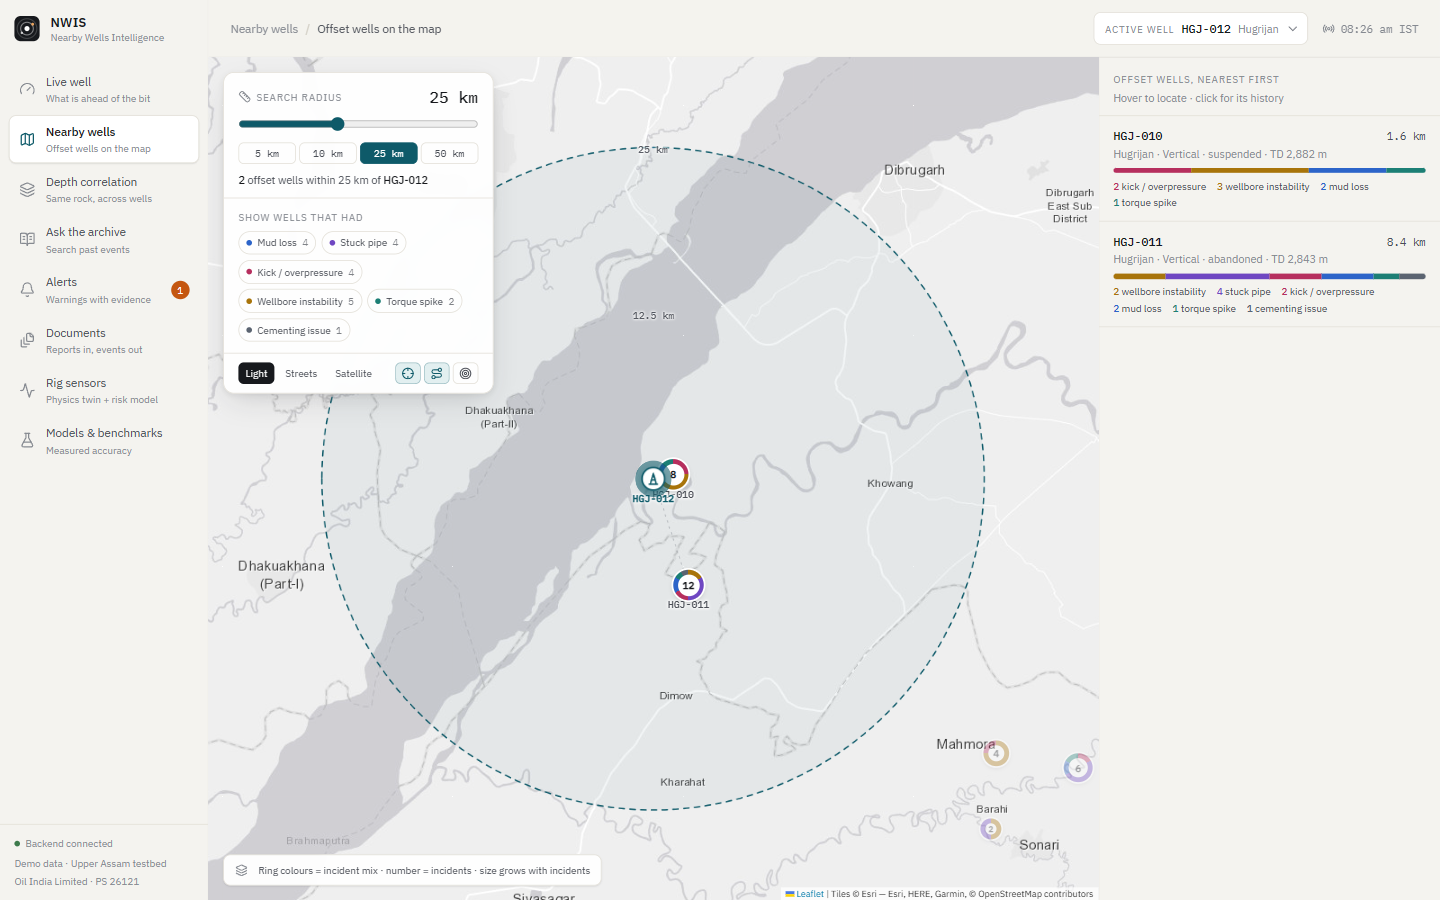 NWIS
Nearby Wells Intelligence
Live well
What is ahead of the bit
Nearby wells
Offset wells on the map
Depth correlation
Same rock, across wells
Ask the archive
Search past events
Alerts
Warnings with evidence
1
Documents
Reports in, events out
Rig sensors
Physics twin + risk model
Models & benchmarks
Measured accuracy
Backend connected
Demo data · Upper Assam testbed
Oil India Limited · PS 26121
Nearby wells / Offset wells on the map
ACTIVE WELL HGJ-012 Hugrijan
08:26 am IST
SEARCH RADIUS 25 km
5 km 10 km 25 km 50 km
2 offset wells within 25 km of HGJ-012
SHOW WELLS THAT HAD
Mud loss 4 Stuck pipe 4
Kick / overpressure 4
Wellbore instability 5 Torque spike 2
Cementing issue 1
Light Streets Satellite
25 km
Dibrugarh
Dibrugarh
East Sub
District
12.5 km
Dhakuakhana
(Part-II)
8
HGJ-012
Khowang
Dhakuakhana
(Part-I)
12
HGJ-011
Dimow
Mahmora
4
6
Kharahat
Barahi
2
Sonari
Brahmaputra
Sivasagar
Ring colours = incident mix · number = incidents · size grows with incidents
Leaflet | Tiles © Esri — Esri, HERE, Garmin, © OpenStreetMap contributors
OFFSET WELLS, NEAREST FIRST
Hover to locate · click for its history
HGJ-010 1.6 km
Hugrijan · Vertical · suspended · TD 2,882 m
2 kick / overpressure 3 wellbore instability 2 mud loss
1 torque spike
HGJ-011 8.4 km
Hugrijan · Vertical · abandoned · TD 2,843 m
2 wellbore instability 4 stuck pipe 2 kick / overpressure
2 mud loss 1 torque spike 1 cementing issue